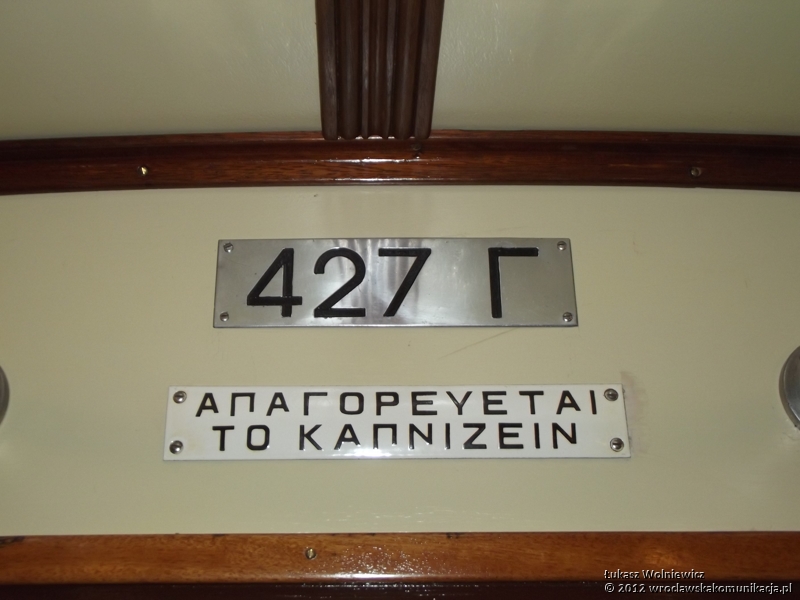 427 Γ
ΑΠΑΓΟΡΕΥΕΤΑΙ
ΤΟ ΚΑΠΝΙΖΕΙΝ
Łukasz Wolniewicz
© 2012 wroclawskakomunikacja.pl